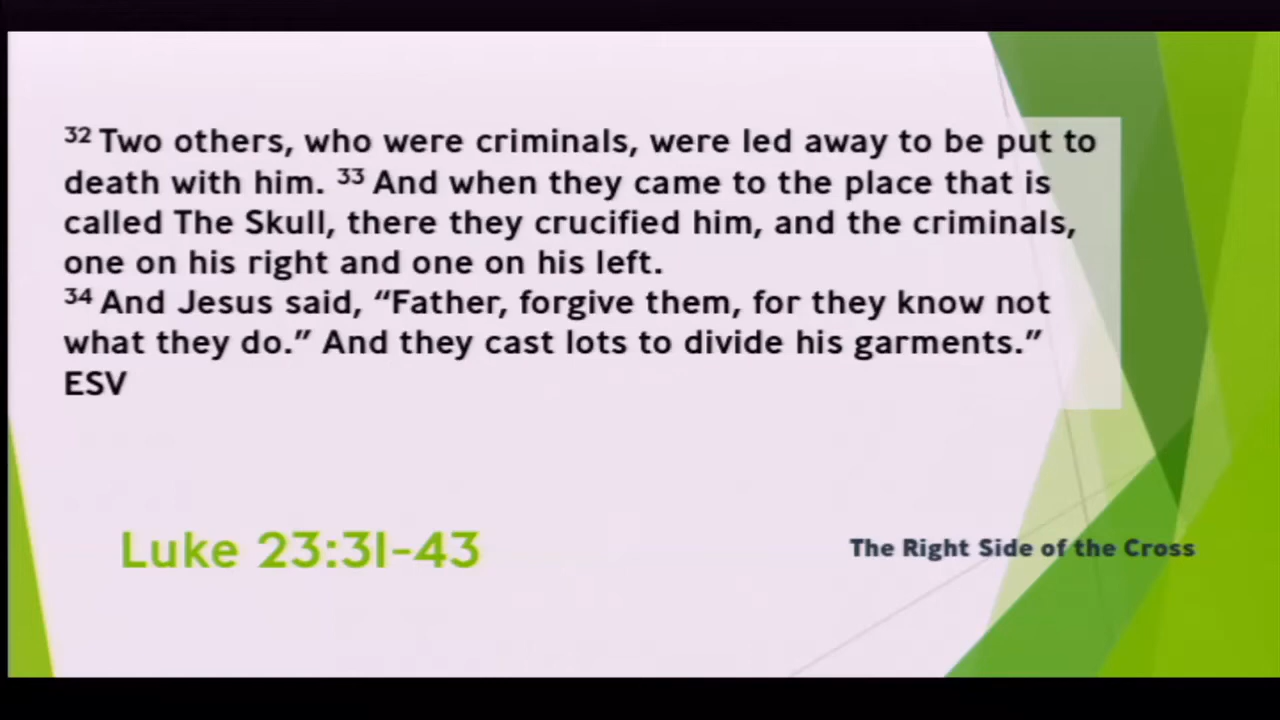 ³² Two others, who were criminals, were led away to be put to
death with him. ³³ And when they came to the place that is
called The Skull, there they crucified him, and the criminals,
one on his right and one on his left.
³⁴ And Jesus said, “Father, forgive them, for they know not
what they do.” And they cast lots to divide his garments.”
ESV
Luke 23:31-43
The Right Side of the Cross